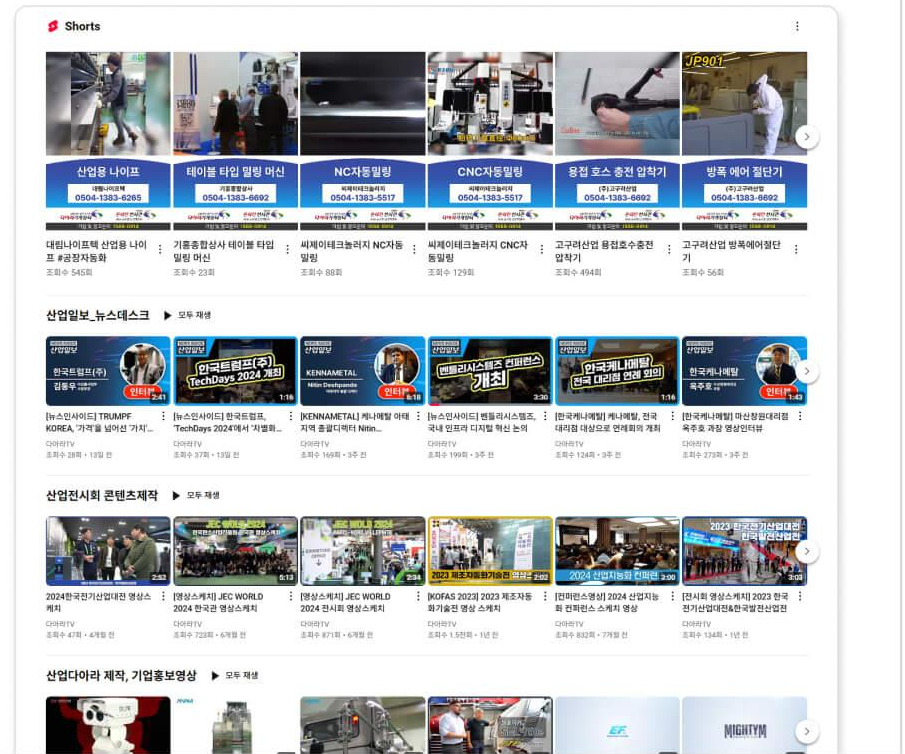 Shorts
JP901
산업용 나이프
대림나이프텍
0504-1383-6265
테이블 타입 밀링 머신
기흥종합상사
0504-1383-6692
NC자동밀링
씨제이테크놀러지
0504-1383-5517
CNC자동밀링
씨제이테크놀러지
0504-1383-5517
용접 호스 충전 압착기
(주)고구려산업
0504-1383-6692
방폭 에어 절단기
(주)고구려산업
0504-1383-6692
대림나이프텍 산업용 나이
프 #공장자동화
조회수 545회
기흥종합상사 테이블 타입
밀링 머신
조회수 23회
씨제이테크놀러지 NC자동
밀링
조회수 88회
씨제이테크놀러지 CNC자
동밀링
조회수 129회
고구려산업 용접호스충전
압착기
조회수 494회
고구려산업 방폭에어절단
기
조회수 56회
산업일보_뉴스데스크 ▶ 모두 재생
산업일보
한국트럼프(주)
김동우
인터뷰
2:41
산업일보
한국트럼프(주)
TechDays 2024 개최
1:16
산업일보
KENNAMETAL
Nitin Deshpande
인터뷰
6:18
산업일보
벤틀리시스템즈 컨퍼런스
개최
3:30
산업일보
한국케나메탈
전국 대리점 연례 회의
1:16
산업일보
한국케나메탈
옥주호
인터뷰
1:43
[뉴스인사이드] TRUMPF
KOREA, '가격'을 넘어선 '가치'...
다아라TV
조회수 28회 • 13일 전
[뉴스인사이드] 한국트럼프,
'TechDays 2024'에서 '차별화...
다아라TV
조회수 37회 • 13일 전
[KENNAMETAL] 케나메탈 아태
지역 총괄디렉터 Nitin...
다아라TV
조회수 169회 • 3주 전
[뉴스인사이드] 벤틀리시스템즈,
국내 인프라 디지털 혁신 논의
다아라TV
조회수 199회 • 3주 전
[한국케나메탈] 케나메탈, 전국
대리점 대상으로 연례회의 개최
다아라TV
조회수 124회 • 3주 전
[한국케나메탈] 마산창원대리점
옥주호 과장 영상인터뷰
다아라TV
조회수 273회 • 3주 전
산업전시회 콘텐츠제작 ▶ 모두 재생
2:52
JEC WOLD 2024
5:13
JEC WOLD 2024
2:34
2023 제조자동화기술전 영상
2:02
2024 산업지능화 컨퍼런
3:00
2023 한국전기산업대전
한국발전산업전
3:03
2024한국전기산업대전 영상스
케치
다아라TV
조회수 47회 • 4개월 전
[영상스케치] JEC WORLD
2024 한국관 영상스케치
다아라TV
조회수 723회 • 6개월 전
[영상스케치] JEC WORLD
2024 전시회 영상스케치
다아라TV
조회수 871회 • 6개월 전
[KOFAS 2023] 2023 제조자동
화기술전 영상 스케치
다아라TV
조회수 1.5천회 • 1년 전
[컨퍼런스영상] 2024 산업지능
화 컨퍼런스 스케치 영상
다아라TV
조회수 832회 • 7개월 전
[전시회 영상스케치] 2023 한국
전기산업대전&한국발전산업전
다아라TV
조회수 134회 • 1년 전
산업다아라 제작, 기업홍보영상 ▶ 모두 재생
EF
MIGHTYM